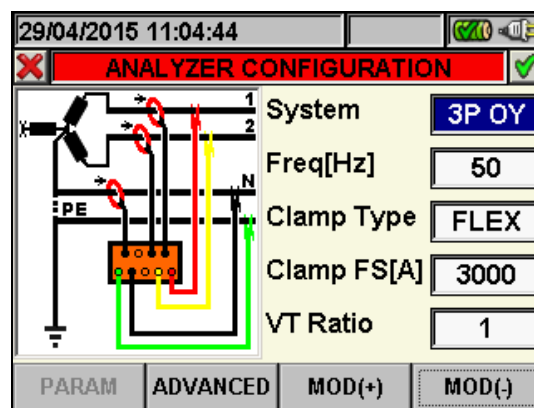 29/04/2015 11:04:44
ANALYZER CONFIGURATION
1
2
N
PE
System 3P OY
Freq[Hz] 50
Clamp Type FLEX
Clamp FS[A] 3000
VT Ratio 1
PARAM ADVANCED MOD(+) MOD(-)